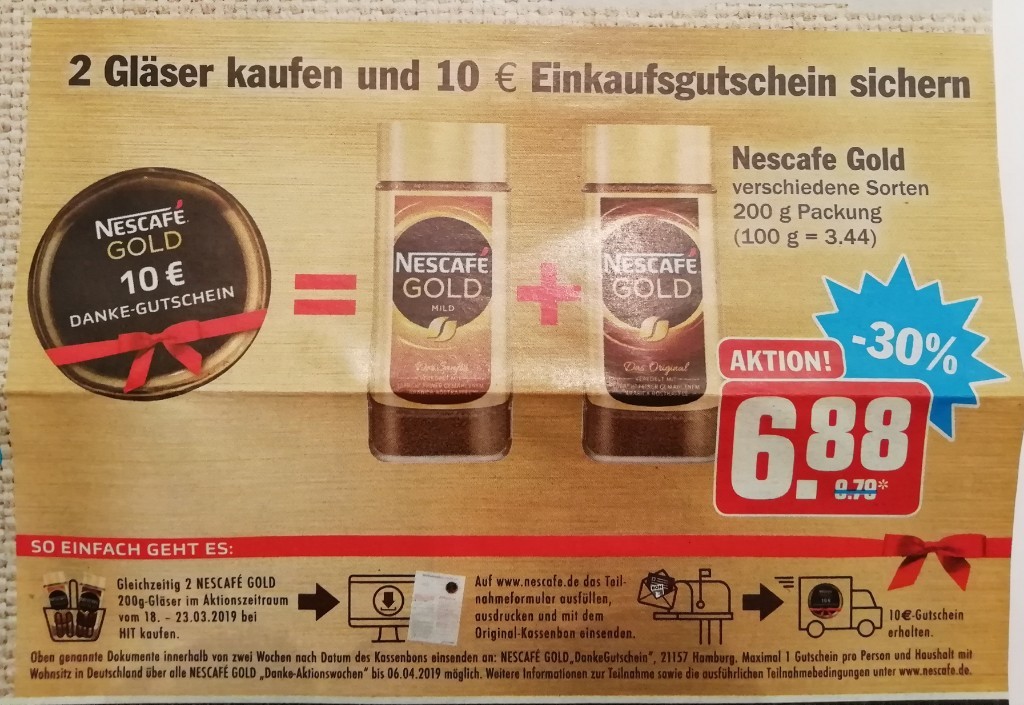 2 Gläser kaufen und 10 € Einkaufsgutschein sichern
NESCAFÉ
GOLD
10 €
DANKE-GUTSCHEIN
NESCAFÉ
GOLD
MILD
NESCAFÉ
GOLD
Das Original
Nescafe Gold
verschiedene Sorten
200 g Packung
(100 g = 3.44)
-30%
AKTION!
6.88
9.79*
SO EINFACH GEHT ES:
Gleichzeitig 2 NESCAFÉ GOLD
200g-Gläser im Aktionszeitraum
vom 18. - 23.03.2019 bei
HIT kaufen.
Auf www.nescafe.de das Teil-
nahmeformular ausfüllen,
ausdrucken und mit dem
Original-Kassenbon einsenden.
10€-Gutschein
erhalten.
Oben genannte Dokumente innerhalb von zwei Wochen nach Datum des Kassenbons einsenden an: NESCAFÉ GOLD„DankeGutschein", 21157 Hamburg. Maximal 1 Gutschein pro Person und Haushalt mit
Wohnsitz in Deutschland über alle NESCAFÉ GOLD „Danke-Aktionswochen" bis 06.04.2019 möglich. Weitere Informationen zur Teilnahme sowie die ausführlichen Teilnahmebedingungen unter www.nescafe.de.